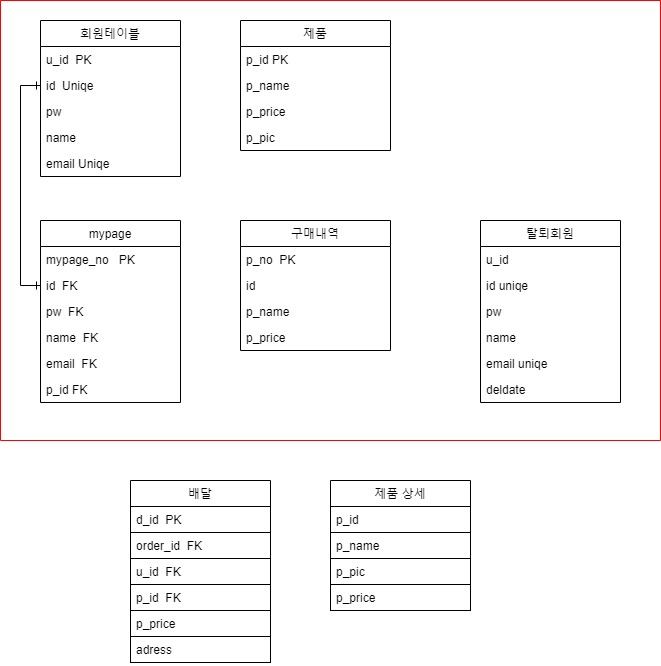 회원테이블
u_id  PK
id  Uniqe
pw
name
email Uniqe
제품
p_id PK
p_name
p_price
p_pic
mypage
mypage_no   PK
id  FK
pw  FK
name  FK
email  FK
p_id FK
구매내역
p_no  PK
id
p_name
p_price
탈퇴회원
u_id
id uniqe
pw
name
email uniqe
deldate
배달
d_id  PK
order_id  FK
u_id  FK
p_id  FK
p_price
adress
제품 상세
p_id
p_name
p_pic
p_price